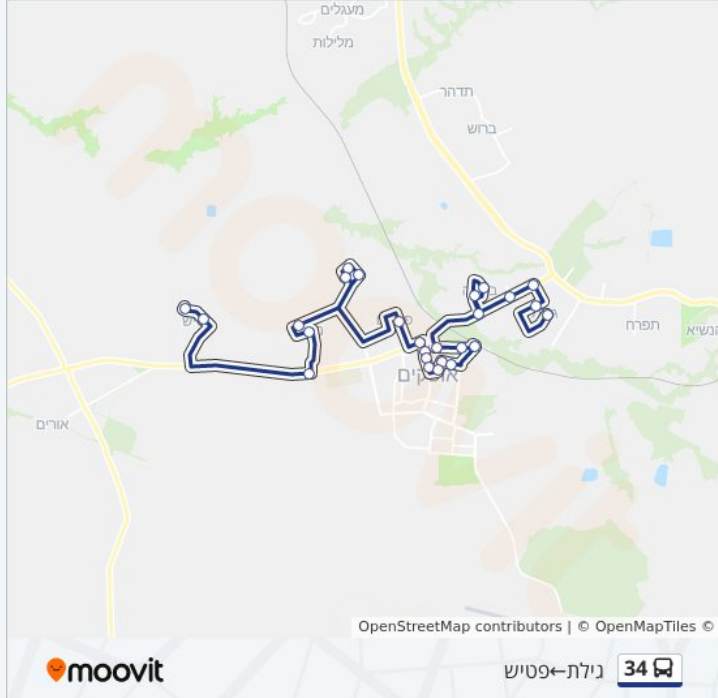 מעגלים
מלילות
תדהר
ברוש
תפרח
הנשיא
אורים
אופקים
OpenStreetMap contributors | © OpenMapTiles ©
moovit
34
גילת←פטיש